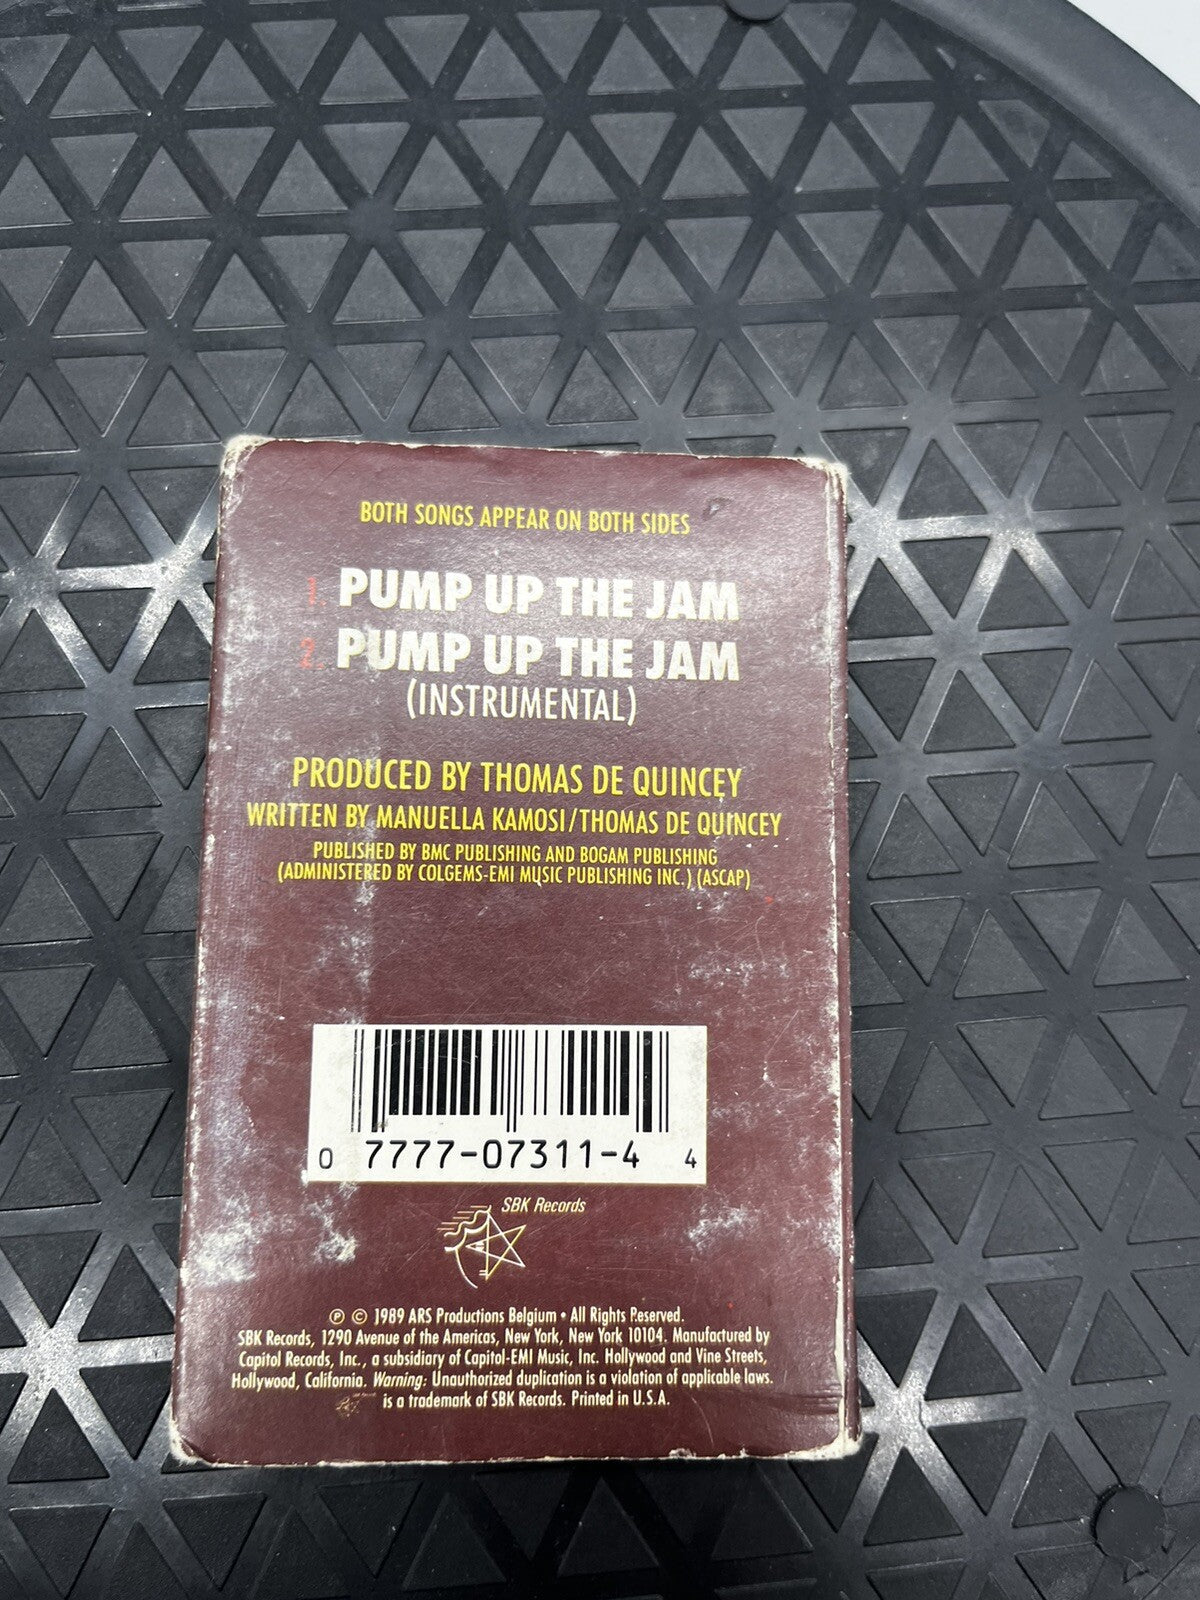 BOTH SONGS APPEAR ON BOTH SIDES
1. PUMP UP THE JAM
2. PUMP UP THE JAM
(INSTRUMENTAL)
PRODUCED BY THOMAS DE QUINCEY
WRITTEN BY MANUELLA KAMOSI/THOMAS DE QUINCEY
PUBLISHED BY BMC PUBLISHING AND BOGAM PUBLISHING
(ADMINISTERED BY COLGEMS-EMI MUSIC PUBLISHING INC.) (ASCAP)
0 7777-07311-4 4
SBK Records
℗ © 1989 ARS Productions Belgium • All Rights Reserved.
SBK Records, 1290 Avenue of the Americas, New York, New York 10104. Manufactured by
Capitol Records, Inc., a subsidiary of Capitol-EMI Music, Inc. Hollywood and Vine Streets,
Hollywood, California. Warning: Unauthorized duplication is a violation of applicable laws.
is a trademark of SBK Records. Printed in U.S.A.